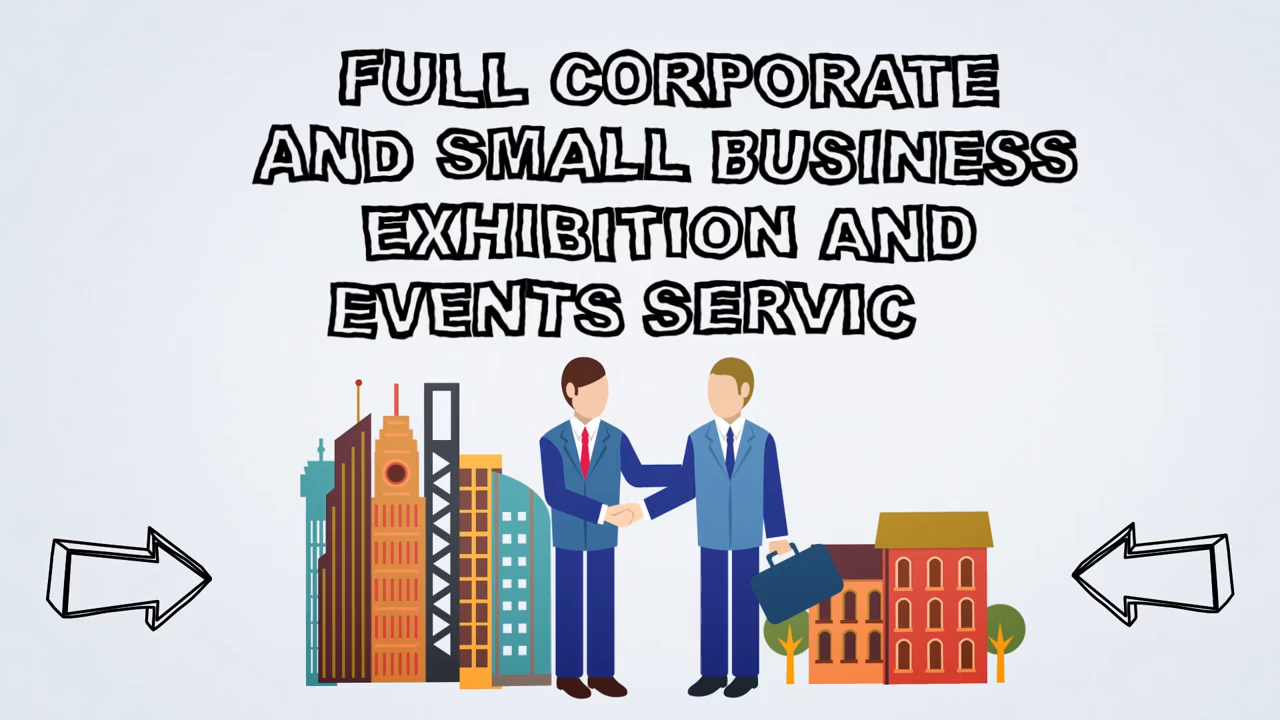 FULL CORPORATE
AND SMALL BUSINESS
EXHIBITION AND
EVENTS SERVIC